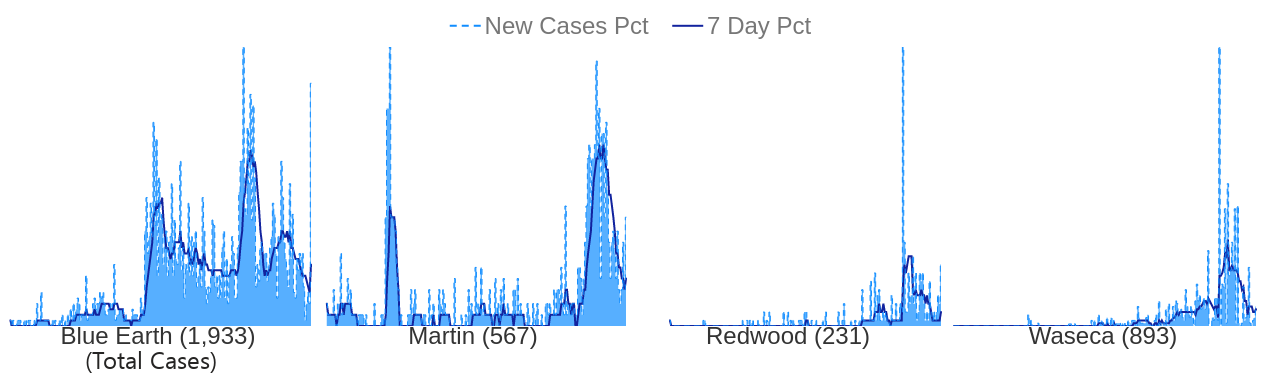 New Cases Pct 7 Day Pct
Blue Earth (1,933) Martin (567) Redwood (231) Waseca (893)
(Total Cases)